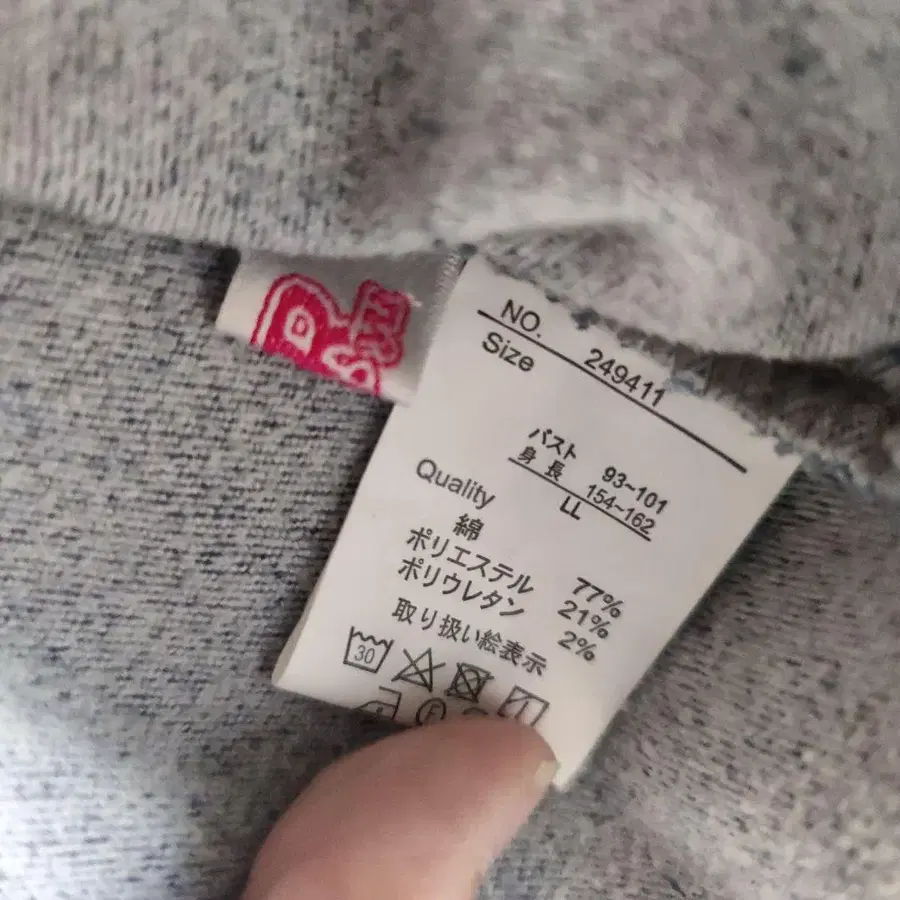 NO. 249411
Size
バスト 93~101
身長 154~162
LL
Quality
綿 77%
ポリエステル 21%
ポリウレタン 2%
取り扱い絵表示
30
F